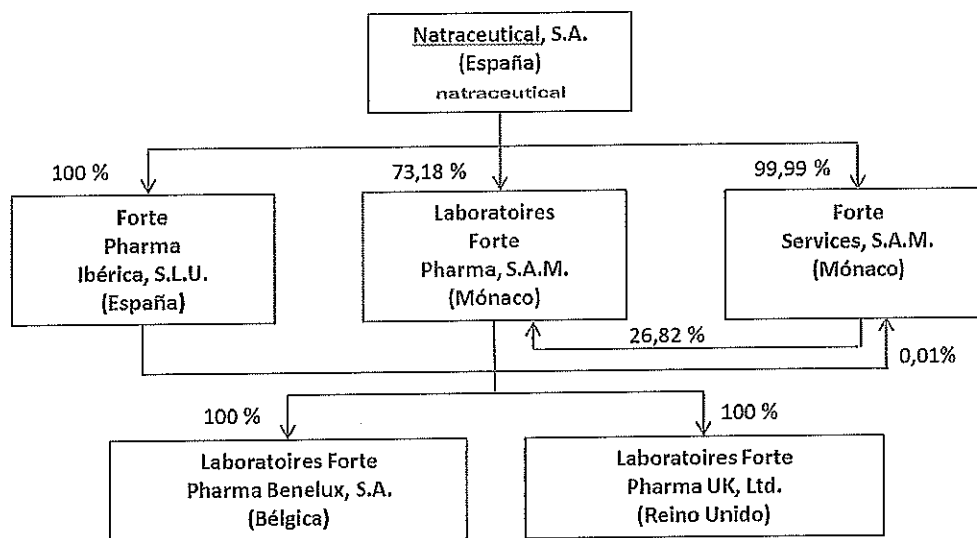 Natraceutical, S.A.
(España)
natraceutical
100 %
73,18 %
99,99 %
Forte
Pharma
Ibérica, S.L.U.
(España)
Laboratoires
Forte
Pharma, S.A.M.
(Mónaco)
Forte
Services, S.A.M.
(Mónaco)
26,82 %
0,01%
100 %
100 %
Laboratoires Forte
Pharma Benelux, S.A.
(Bélgica)
Laboratoires Forte
Pharma UK, Ltd.
(Reino Unido)